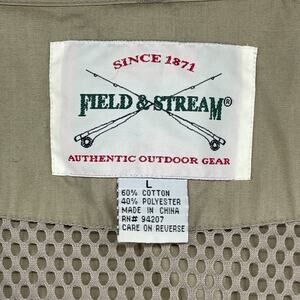 SINCE 1871
FIELD & STREAM®
AUTHENTIC OUTDOOR GEAR
L
60% COTTON
40% POLYESTER
MADE IN CHINA
RN# 94207
CARE ON REVERSE